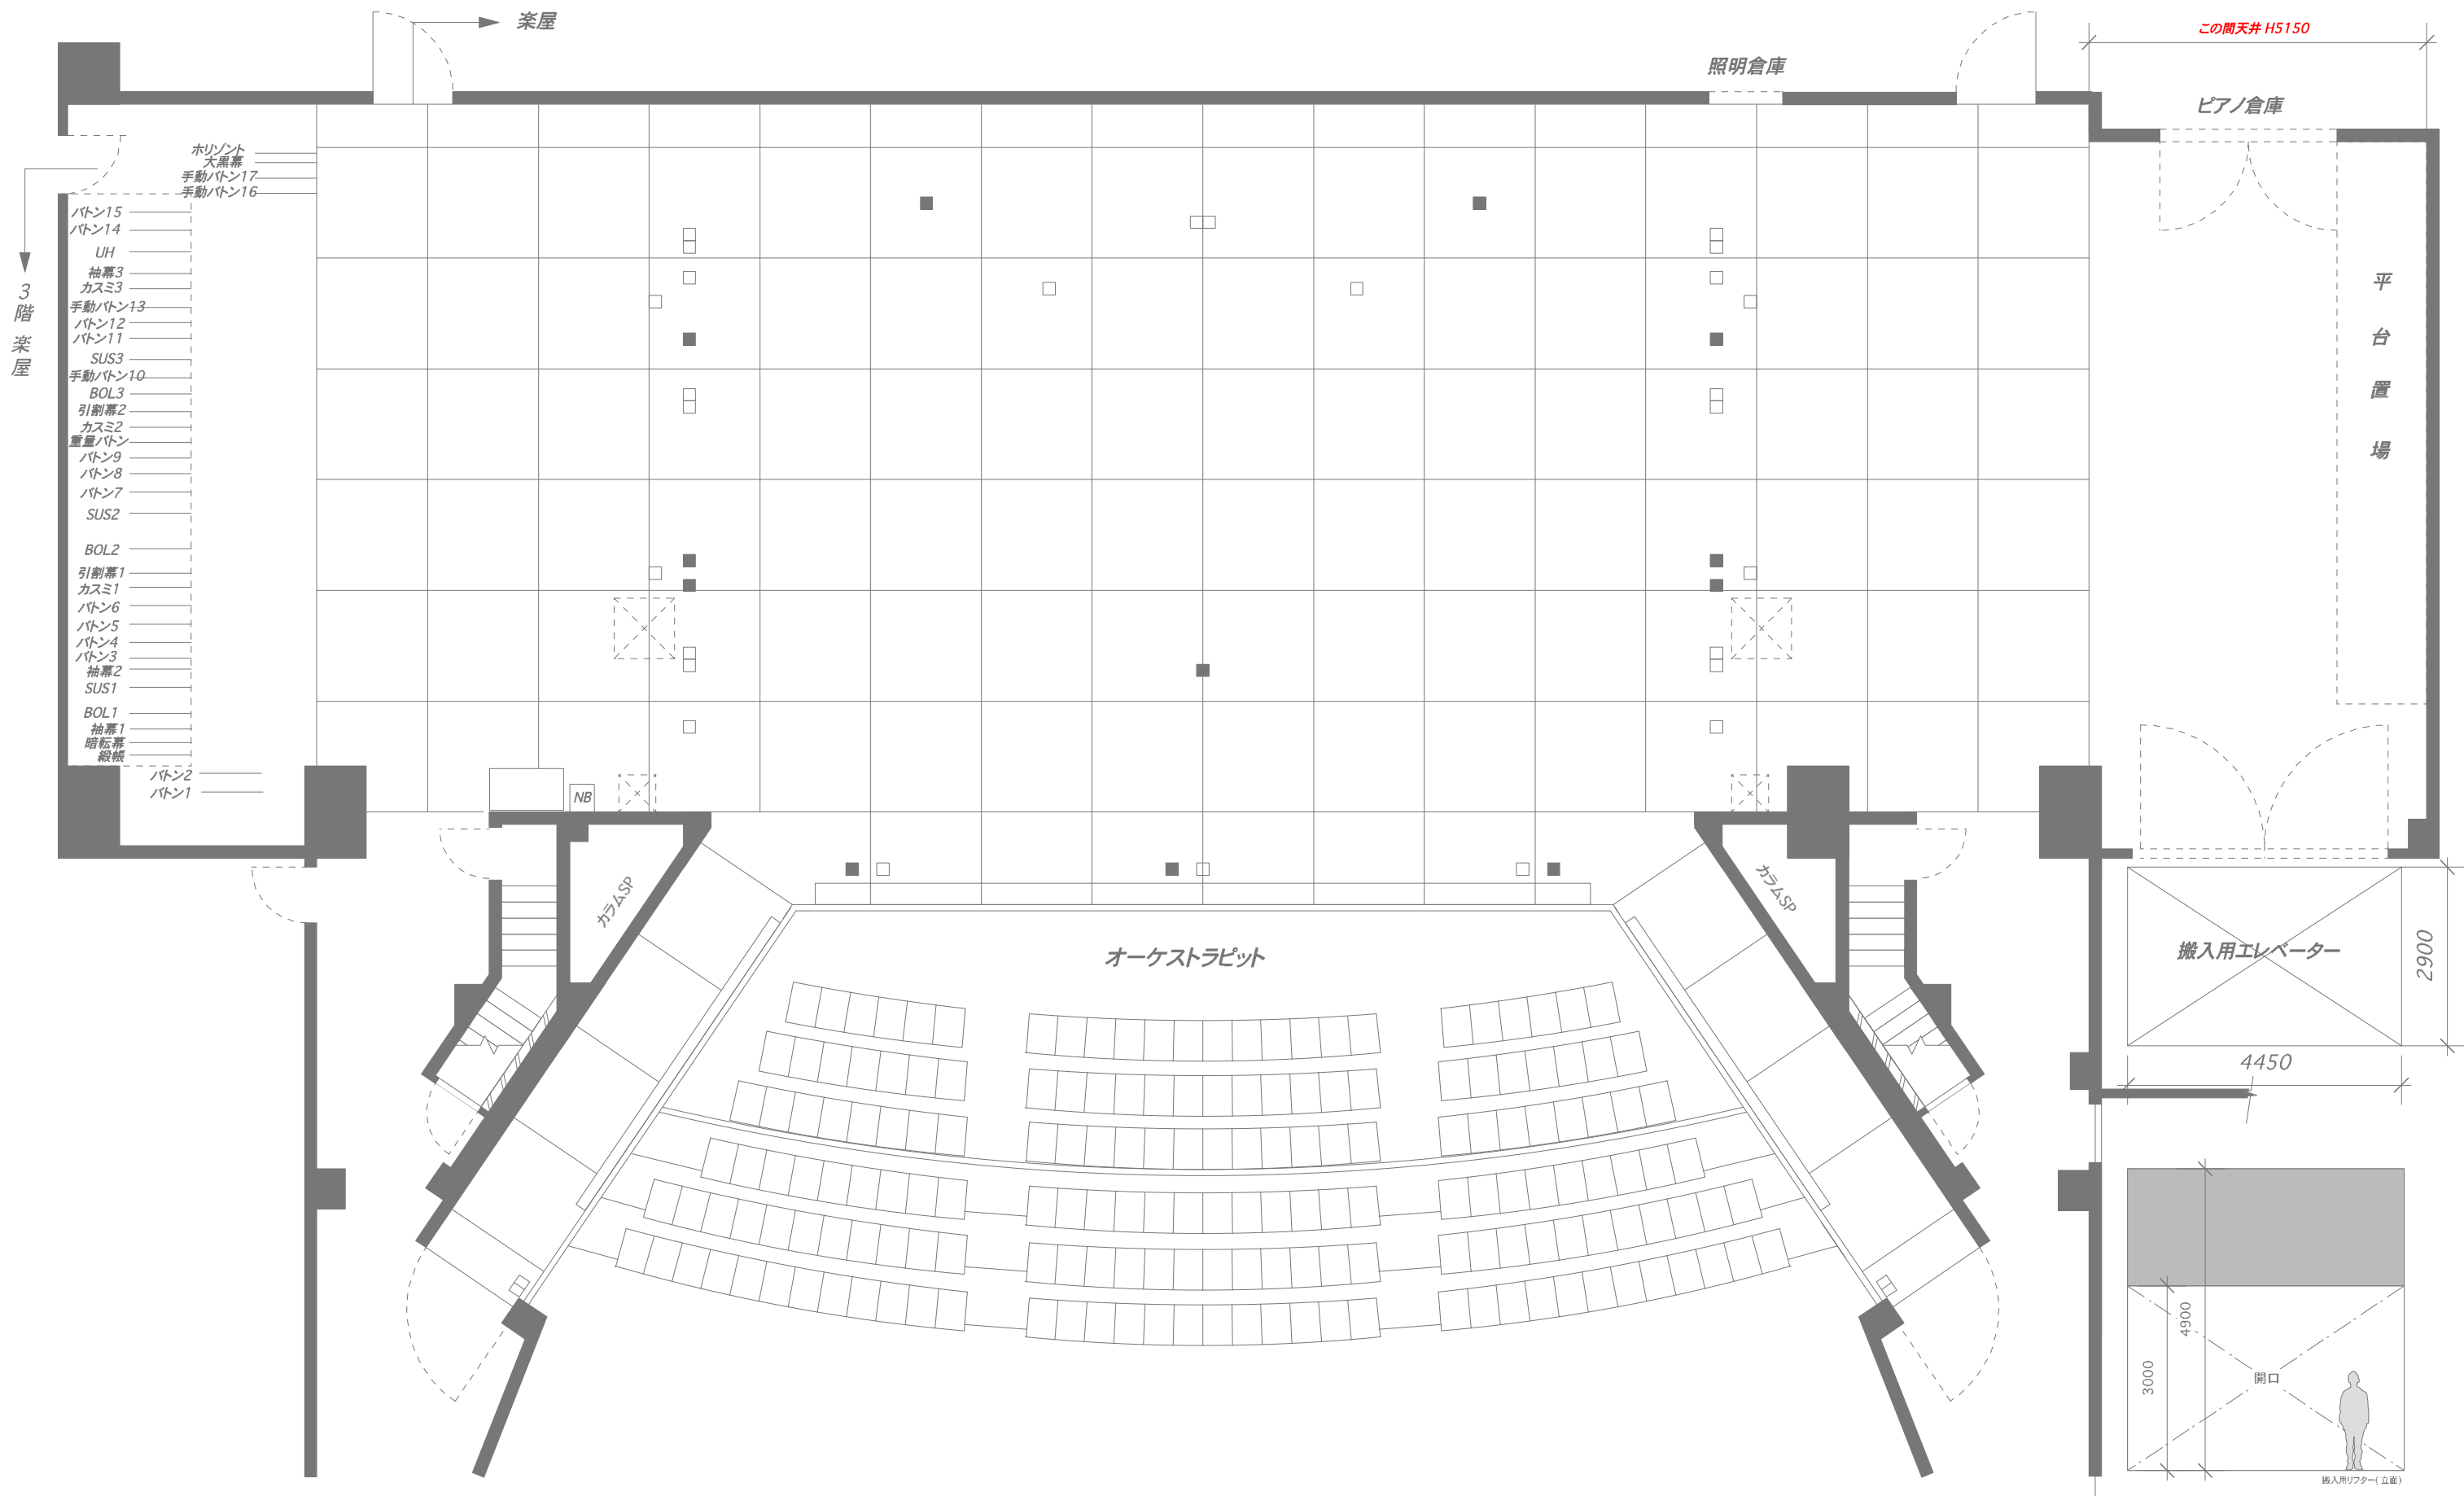 楽屋
この間天井 H5150
照明倉庫
ピアノ倉庫
ホリゾント
大黒幕
手動バトン17
手動バトン16
バトン15
バトン14
UH
袖幕3
カスミ3
手動バトン13
バトン12
バトン11
SUS3
手動バトン10
BOL3
引割幕2
カスミ2
重量バトン
バトン9
バトン8
バトン7
SUS2
BOL2
引割幕1
カスミ1
バトン6
バトン5
バトン4
バトン3
袖幕2
SUS1
BOL1
袖幕1
暗転幕
緞帳
バトン2
バトン1
3階 楽屋
平台置場
NB
カラムSP
カラムSP
オーケストラピット
搬入用エレベーター
2900
4450
4900
3000
開口
搬入用リフター(立面)